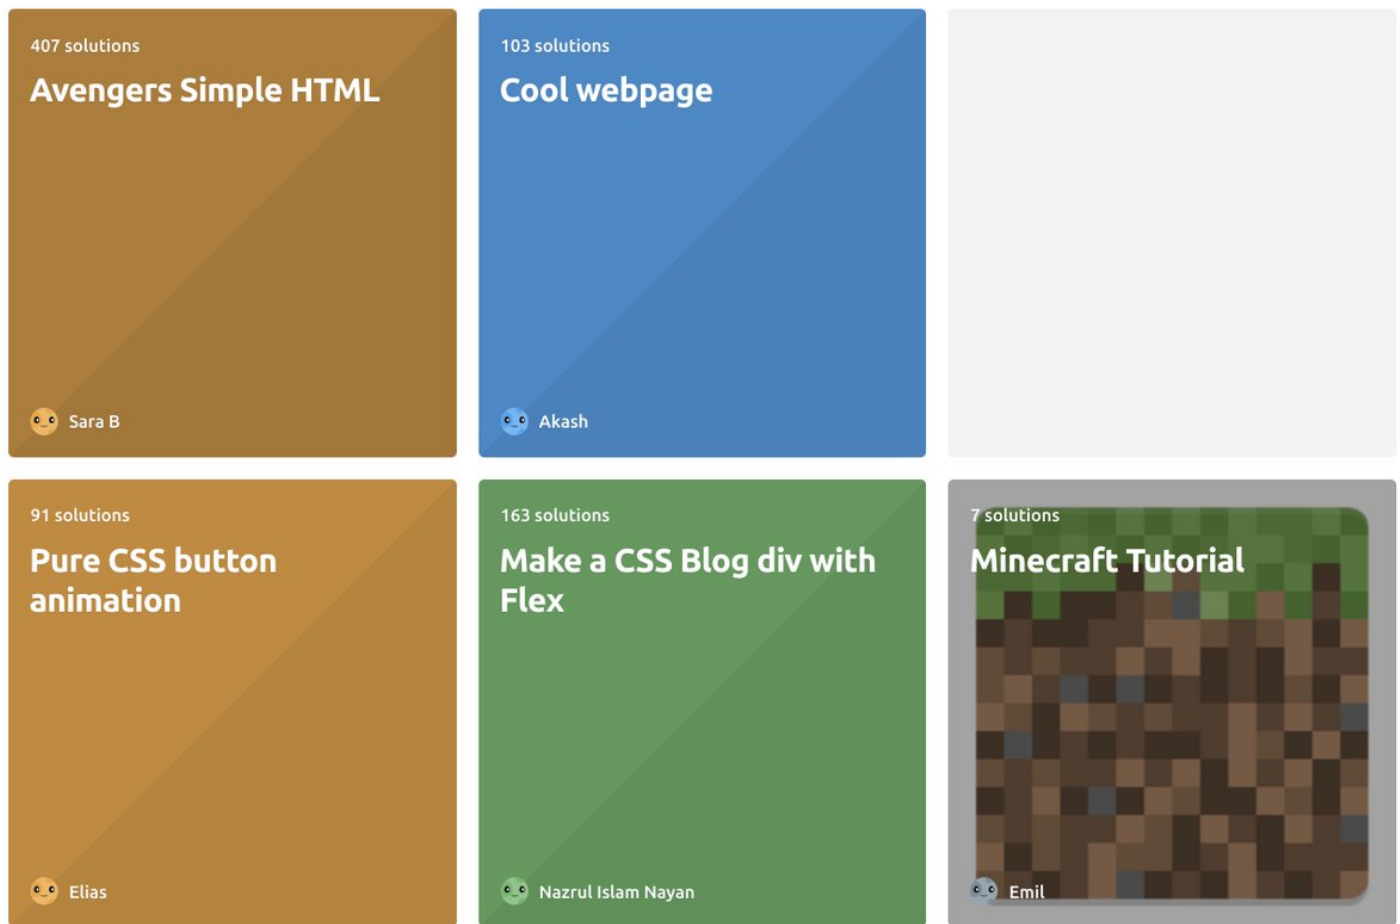 407 solutions
Avengers Simple HTML
Sara B
103 solutions
Cool webpage
Akash
91 solutions
Pure CSS button
animation
Elias
163 solutions
Make a CSS Blog div with
Flex
Nazrul Islam Nayan
7 solutions
Minecraft Tutorial
Emil